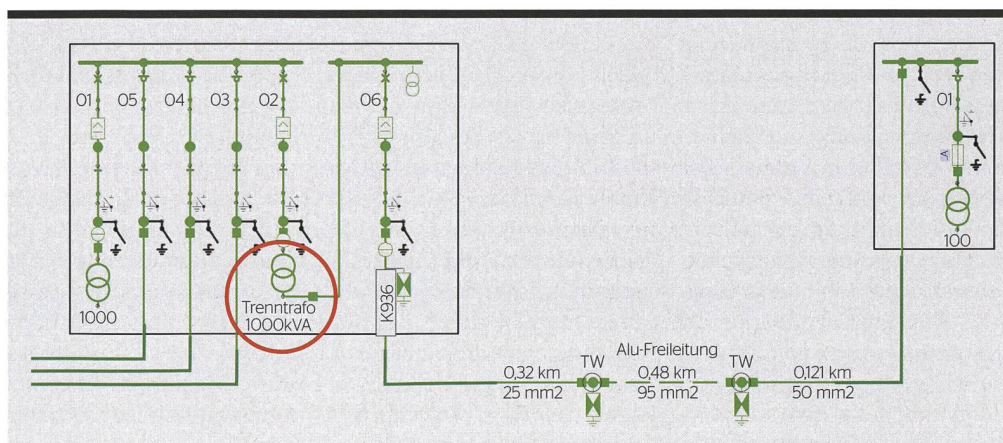 01
05
04
03
02
06
01
1000
Trenntrafo
1000kVA
K936
100
Alu-Freileitung
TW
TW
0,32 km
25 mm2
0,48 km
95 mm2
0,121 km
50 mm2